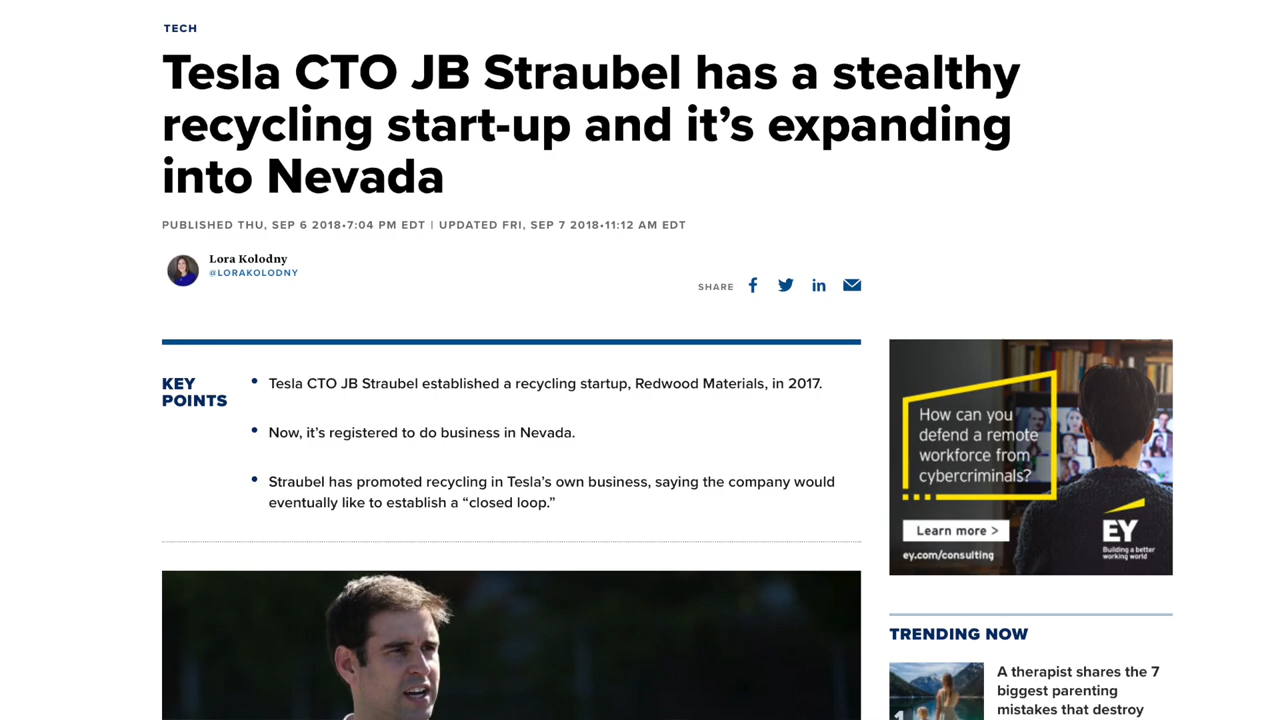 TECH
Tesla CTO JB Straubel has a stealthy
recycling start-up and it’s expanding
into Nevada
PUBLISHED THU, SEP 6 2018•7:04 PM EDT | UPDATED FRI, SEP 7 2018•11:12 AM EDT
Lora Kolodny
@LORAKOLODNY
SHARE
KEY
POINTS
• Tesla CTO JB Straubel established a recycling startup, Redwood Materials, in 2017.
• Now, it’s registered to do business in Nevada.
• Straubel has promoted recycling in Tesla’s own business, saying the company would
eventually like to establish a “closed loop.”
How can you
defend a remote
workforce from
cybercriminals?
Learn more >
ey.com/consulting
EY
Building a better
working world
TRENDING NOW
1
A therapist shares the 7
biggest parenting
mistakes that destroy